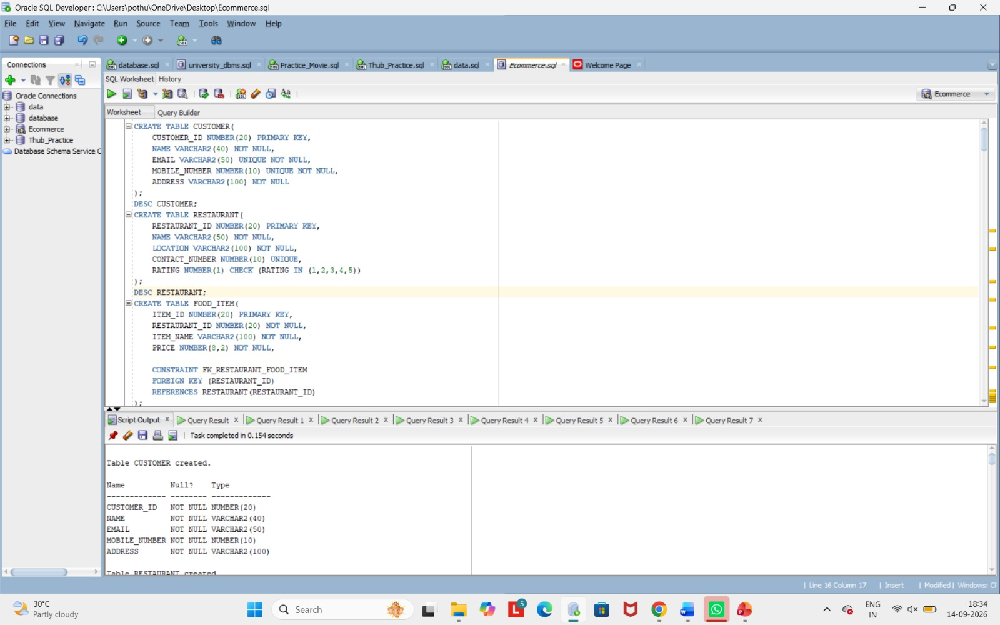 Oracle SQL Developer : C:\Users\pothu\OneDrive\Desktop\Ecommerce.sql
File Edit View Navigate Run Source Team Tools Window Help
Connections
database.sql university_dbms.sql Practice_Movie.sql Thub_Practice.sql data.sql Ecommerce.sql Welcome Page
SQL Worksheet History
Ecommerce
Oracle Connections
data
database
Ecommerce
Thub_Practice
Database Schema Service C
Worksheet Query Builder
CREATE TABLE CUSTOMER(
CUSTOMER_ID NUMBER(20) PRIMARY KEY,
NAME VARCHAR2(40) NOT NULL,
EMAIL VARCHAR2(50) UNIQUE NOT NULL,
MOBILE_NUMBER NUMBER(10) UNIQUE NOT NULL,
ADDRESS VARCHAR2(100) NOT NULL
);
DESC CUSTOMER;
CREATE TABLE RESTAURANT(
RESTAURANT_ID NUMBER(20) PRIMARY KEY,
NAME VARCHAR2(50) NOT NULL,
LOCATION VARCHAR2(100) NOT NULL,
CONTACT_NUMBER NUMBER(10) UNIQUE,
RATING NUMBER(1) CHECK (RATING IN (1,2,3,4,5))
);
DESC RESTAURANT;
CREATE TABLE FOOD_ITEM(
ITEM_ID NUMBER(20) PRIMARY KEY,
RESTAURANT_ID NUMBER(20) NOT NULL,
ITEM_NAME VARCHAR2(100) NOT NULL,
PRICE NUMBER(8,2) NOT NULL,
CONSTRAINT FK_RESTAURANT_FOOD_ITEM
FOREIGN KEY (RESTAURANT_ID)
REFERENCES RESTAURANT(RESTAURANT_ID)
);
Script Output Query Result Query Result 1 Query Result 2 Query Result 3 Query Result 4 Query Result 5 Query Result 6 Query Result 7
Task completed in 0.154 seconds
Table CUSTOMER created.
Name Null? Type
------------- -------- -------------
CUSTOMER_ID NOT NULL NUMBER(20)
NAME NOT NULL VARCHAR2(40)
EMAIL NOT NULL VARCHAR2(50)
MOBILE_NUMBER NOT NULL NUMBER(10)
ADDRESS NOT NULL VARCHAR2(100)
Table RESTAURANT created
Line 16 Column 17 Insert Modified Windows: CF
30°C
Partly cloudy
Search
5
ENG
IN
18:34
14-09-2026